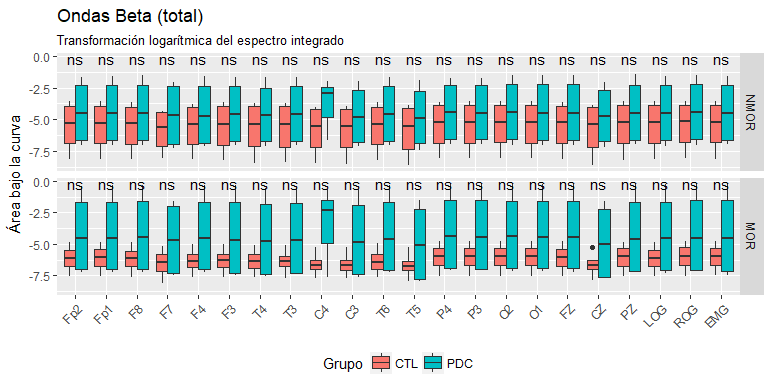 Ondas Beta (total)
Transformación logarítmica del espectro integrado
Área bajo la curva
0.0
-2.5
-5.0
-7.5
ns ns ns ns ns ns ns ns ns ns ns ns ns ns ns ns ns ns ns ns ns ns
NMOR
0.0
-2.5
-5.0
-7.5
ns ns ns ns ns ns ns ns ns ns ns ns ns ns ns ns ns ns ns ns ns ns
MOR
Fp2 Fp1 F8 F7 F4 F3 T4 T3 C4 C3 T6 T5 P4 P3 O2 O1 FZ CZ PZ LOG ROG EMG
Grupo CTL PDC